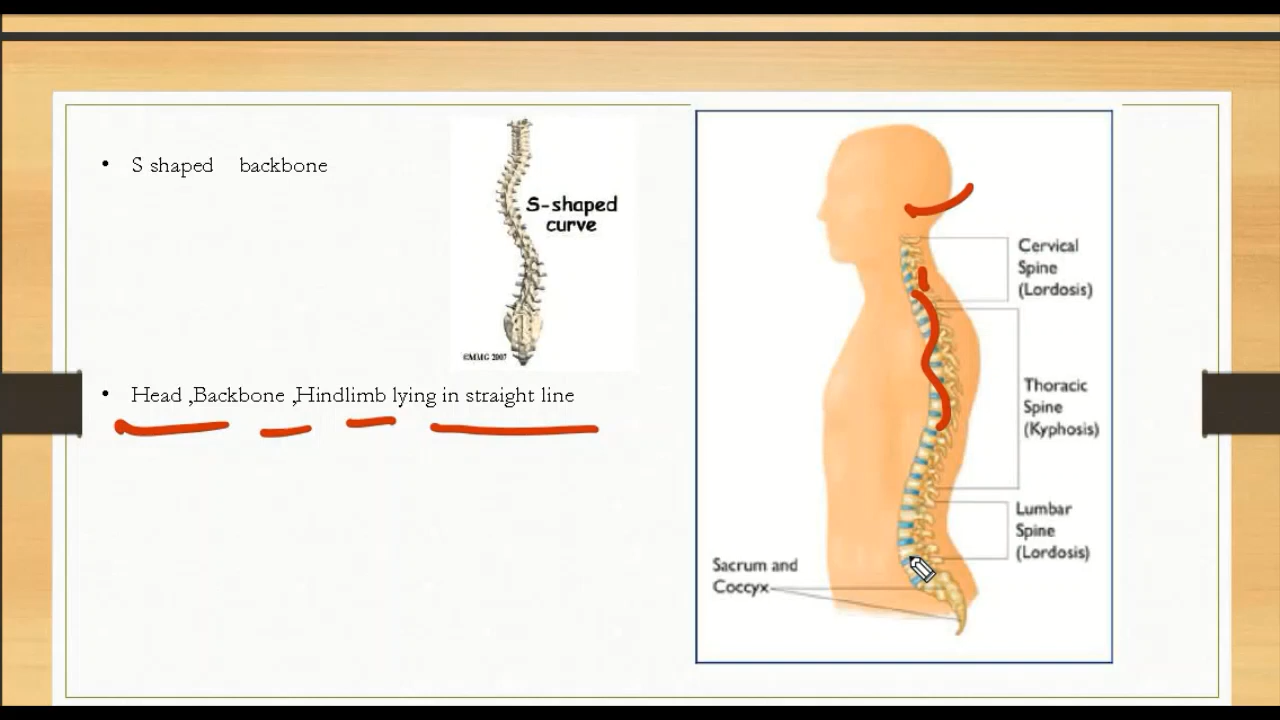 S shaped backbone
S-shaped
curve
©MMG 2007
Head ,Backbone ,Hindlimb lying in straight line
Cervical
Spine
(Lordosis)
Thoracic
Spine
(Kyphosis)
Lumbar
Spine
(Lordosis)
Sacrum and
Coccyx